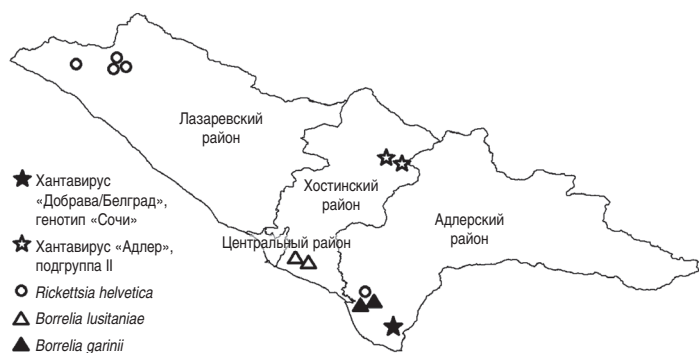 Лазаревский
район
Хостинский
район
Адлерский
район
Центральный район
Хантавирус
«Добрава/Белград»,
генотип «Сочи»
Хантавирус «Адлер»,
подгруппа II
Rickettsia helvetica
Borrelia lusitaniae
Borrelia garinii